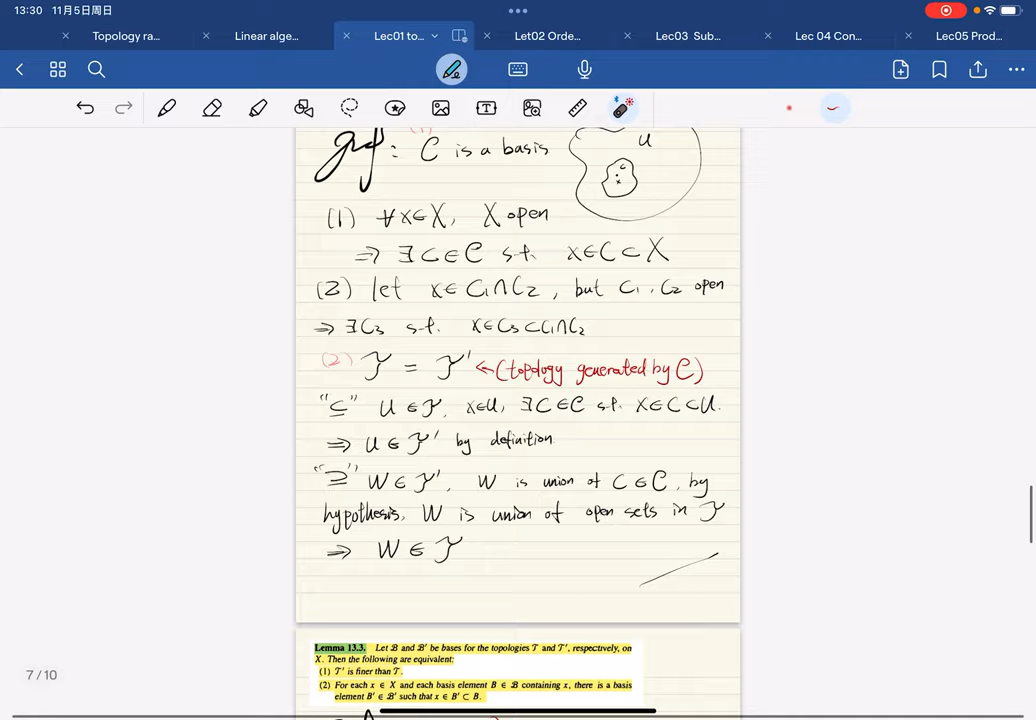 13:30 11月5日周日
Topology ra...
Linear alge...
Lec01 to...
Let02 Orde...
Lec03 Sub...
Lec 04 Con...
Lec05 Prod...
(1)
prf: C is a basis
U
C
x
(1) ∀x∈X, X open
⇒ ∃C∈C s.t. x∈C⊂X
(2) let x∈C1∩C2, but C1, C2 open
⇒ ∃C3 s.t. x∈C3⊂C1∩C2
(2) T = T' ←(topology generated by C)
"⊆" U∈T, x∈U, ∃C∈C s.t. x∈C⊂U.
⇒ U∈T' by definition
"⊇" W∈T', W is union of C∈C, by
hypothesis, W is union of open sets in T
⇒ W∈T
Lemma 13.3. Let B and B' be bases for the topologies T and T', respectively, on
X. Then the following are equivalent:
(1) T' is finer than T.
(2) For each x ∈ X and each basis element B ∈ B containing x, there is a basis
element B' ∈ B' such that x ∈ B' ⊂ B.
7 / 10